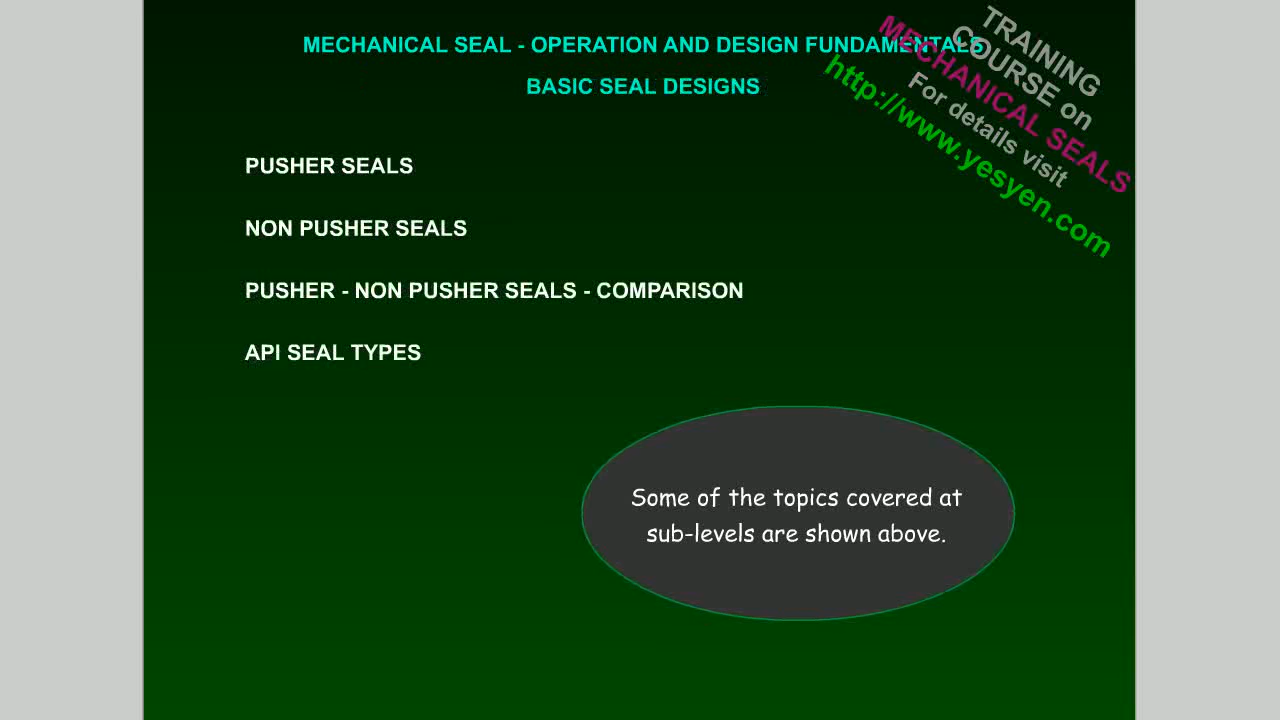 MECHANICAL SEAL - OPERATION AND DESIGN FUNDAMENTALS
BASIC SEAL DESIGNS
TRAINING
COURSE on
MECHANICAL SEALS
For details visit
http://www.yesyen.com
PUSHER SEALS
NON PUSHER SEALS
PUSHER - NON PUSHER SEALS - COMPARISON
API SEAL TYPES
Some of the topics covered at
sub-levels are shown above.